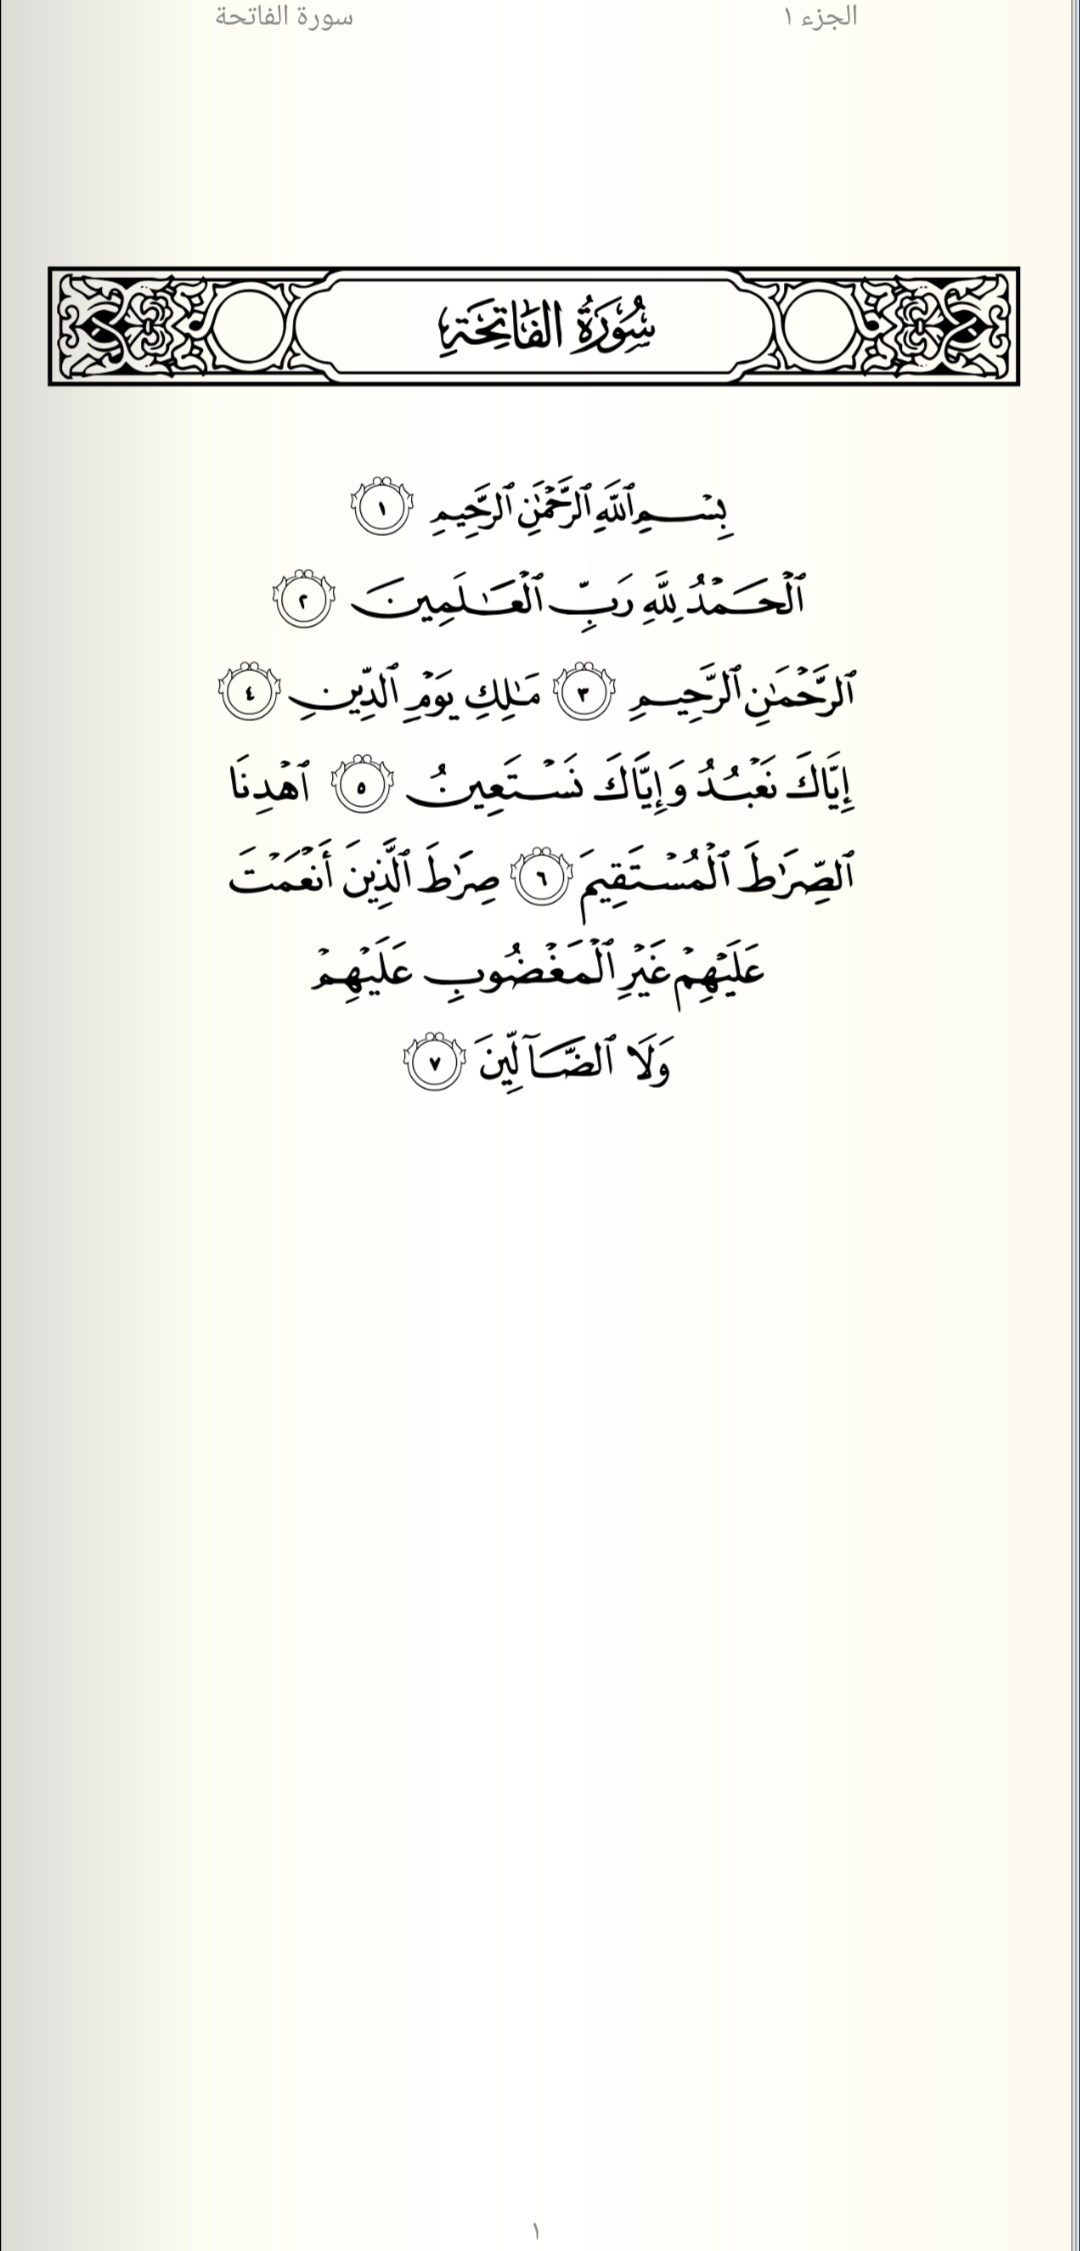 الجزء ١
سورة الفاتحة
سُورَةُ الفَاتِحَةِ
بِسْمِ ٱللَّهِ ٱلرَّحْمَٰنِ ٱلرَّحِيمِ ١
ٱلْحَمْدُ لِلَّهِ رَبِّ ٱلْعَٰلَمِينَ ٢
ٱلرَّحْمَٰنِ ٱلرَّحِيمِ ٣ مَٰلِكِ يَوْمِ ٱلدِّينِ ٤
إِيَّاكَ نَعْبُدُ وَإِيَّاكَ نَسْتَعِينُ ٥ ٱهْدِنَا
ٱلصِّرَٰطَ ٱلْمُسْتَقِيمَ ٦ صِرَٰطَ ٱلَّذِينَ أَنْعَمْتَ
عَلَيْهِمْ غَيْرِ ٱلْمَغْضُوبِ عَلَيْهِمْ
وَلَا ٱلضَّآلِّينَ ٧
١